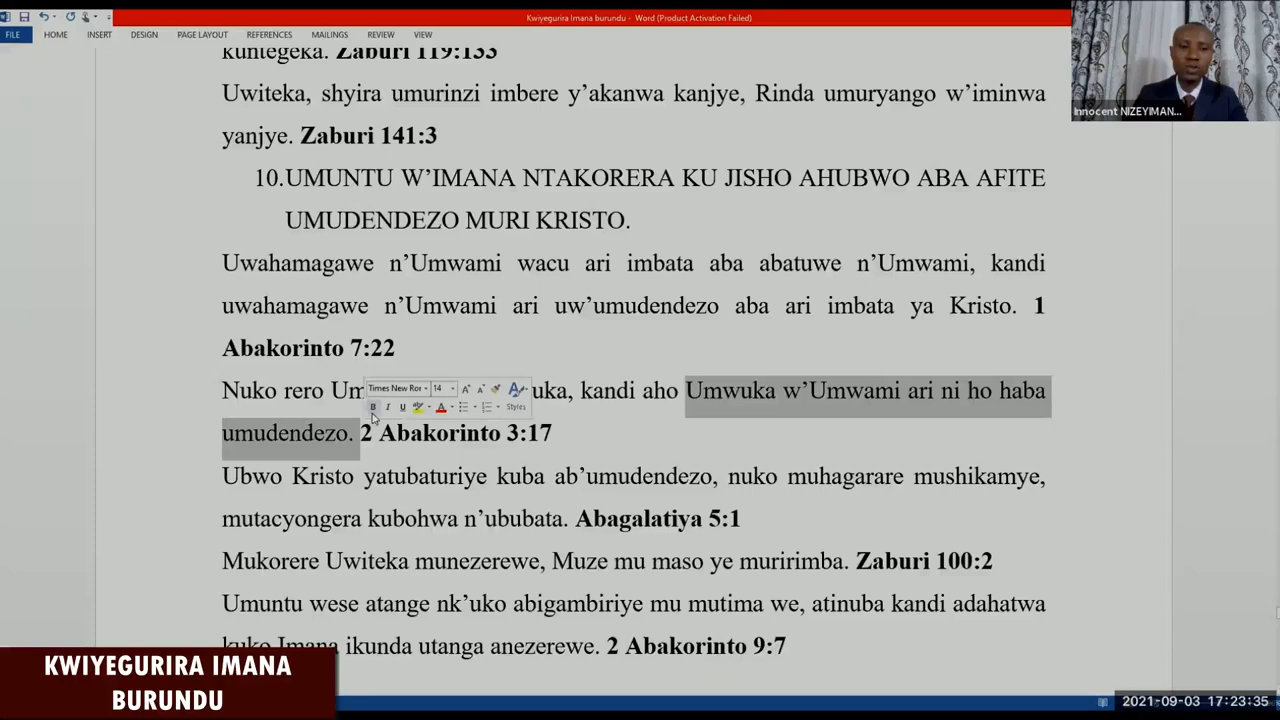 Kwiyegurira Imana burundu - Word (Product Activation Failed)
FILE HOME INSERT DESIGN PAGE LAYOUT REFERENCES MAILINGS REVIEW VIEW
kuntegeka. Zaburi 119:133
Uwiteka, shyira umurinzi imbere y’akanwa kanjye, Rinda umuryango w’iminwa
yanjye. Zaburi 141:3
10. UMUNTU W’IMANA NTAKORERA KU JISHO AHUBWO ABA AFITE
UMUDENDEZO MURI KRISTO.
Uwahamagawe n’Umwami wacu ari imbata aba abatuwe n’Umwami, kandi
uwahamagawe n’Umwami ari uw’umudendezo aba ari imbata ya Kristo. 1
Abakorinto 7:22
Nuko rero Um uka, kandi aho Umwuka w’Umwami ari ni ho haba
Times New Ror 14
Styles
umudendezo. 2 Abakorinto 3:17
Ubwo Kristo yatubaturiye kuba ab’umudendezo, nuko muhagarare mushikamye,
mutacyongera kubohwa n’ububata. Abagalatiya 5:1
Mukorere Uwiteka munezerewe, Muze mu maso ye muririmba. Zaburi 100:2
Umuntu wese atange nk’uko abigambiriye mu mutima we, atinuba kandi adahatwa
kuko Imana ikunda utanga anezerewe. 2 Abakorinto 9:7
Innocent NIZEYIMAN...
KWIYEGURIRA IMANA
BURUNDU
2021-09-03 17:23:35